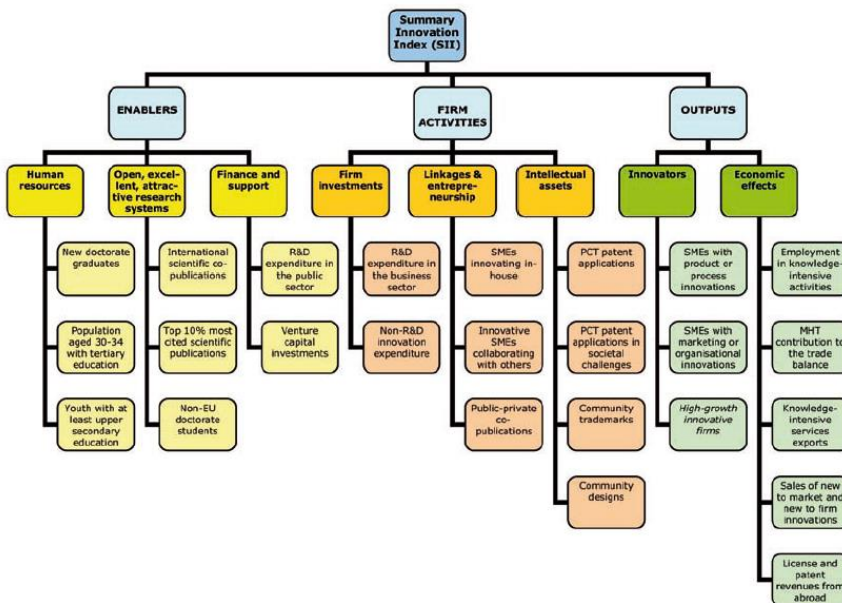 Summary
Innovation
Index (SII)
ENABLERS
FIRM
ACTIVITIES
OUTPUTS
Human
resources
Open, excel-
lent, attrac-
tive research
systems
Finance and
support
Firm
investments
Linkages &
entrepre-
neurship
Intellectual
assets
Innovators
Economic
effects
New doctorate
graduates
International
scientific co-
publications
R&D
expenditure in
the public
sector
R&D
expenditure in
the business
sector
SMEs
innovating in-
house
PCT patent
applications
SMEs with
product or
process
innovations
Employment
in knowledge-
intensive
activities
Population
aged 30-34
with tertiary
education
Top 10% most
cited scientific
publications
Venture
capital
investments
Non-R&D
innovation
expenditure
Innovative
SMEs
collaborating
with others
PCT patent
applications in
societal
challenges
SMEs with
marketing or
organisational
innovations
MHT
contribution to
the trade
balance
Youth with at
least upper
secondary
education
Non-EU
doctorate
students
Public-private
co-
publications
Community
trademarks
High-growth
innovative
firms
Knowledge-
intensive
services
exports
Community
designs
Sales of new
to market and
new to firm
innovations
License and
patent
revenues from
abroad